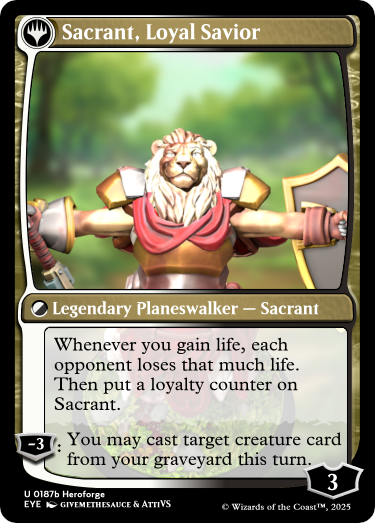 Sacrant, Loyal Savior
Legendary Planeswalker — Sacrant
Whenever you gain life, each
opponent loses that much life.
Then put a loyalty counter on
Sacrant.
-3 : You may cast target creature card
from your graveyard this turn.
3
U 0187b Heroforge
EYE GIVEMETHESAUCE & ATTIVS
© Wizards of the Coast™, 2025